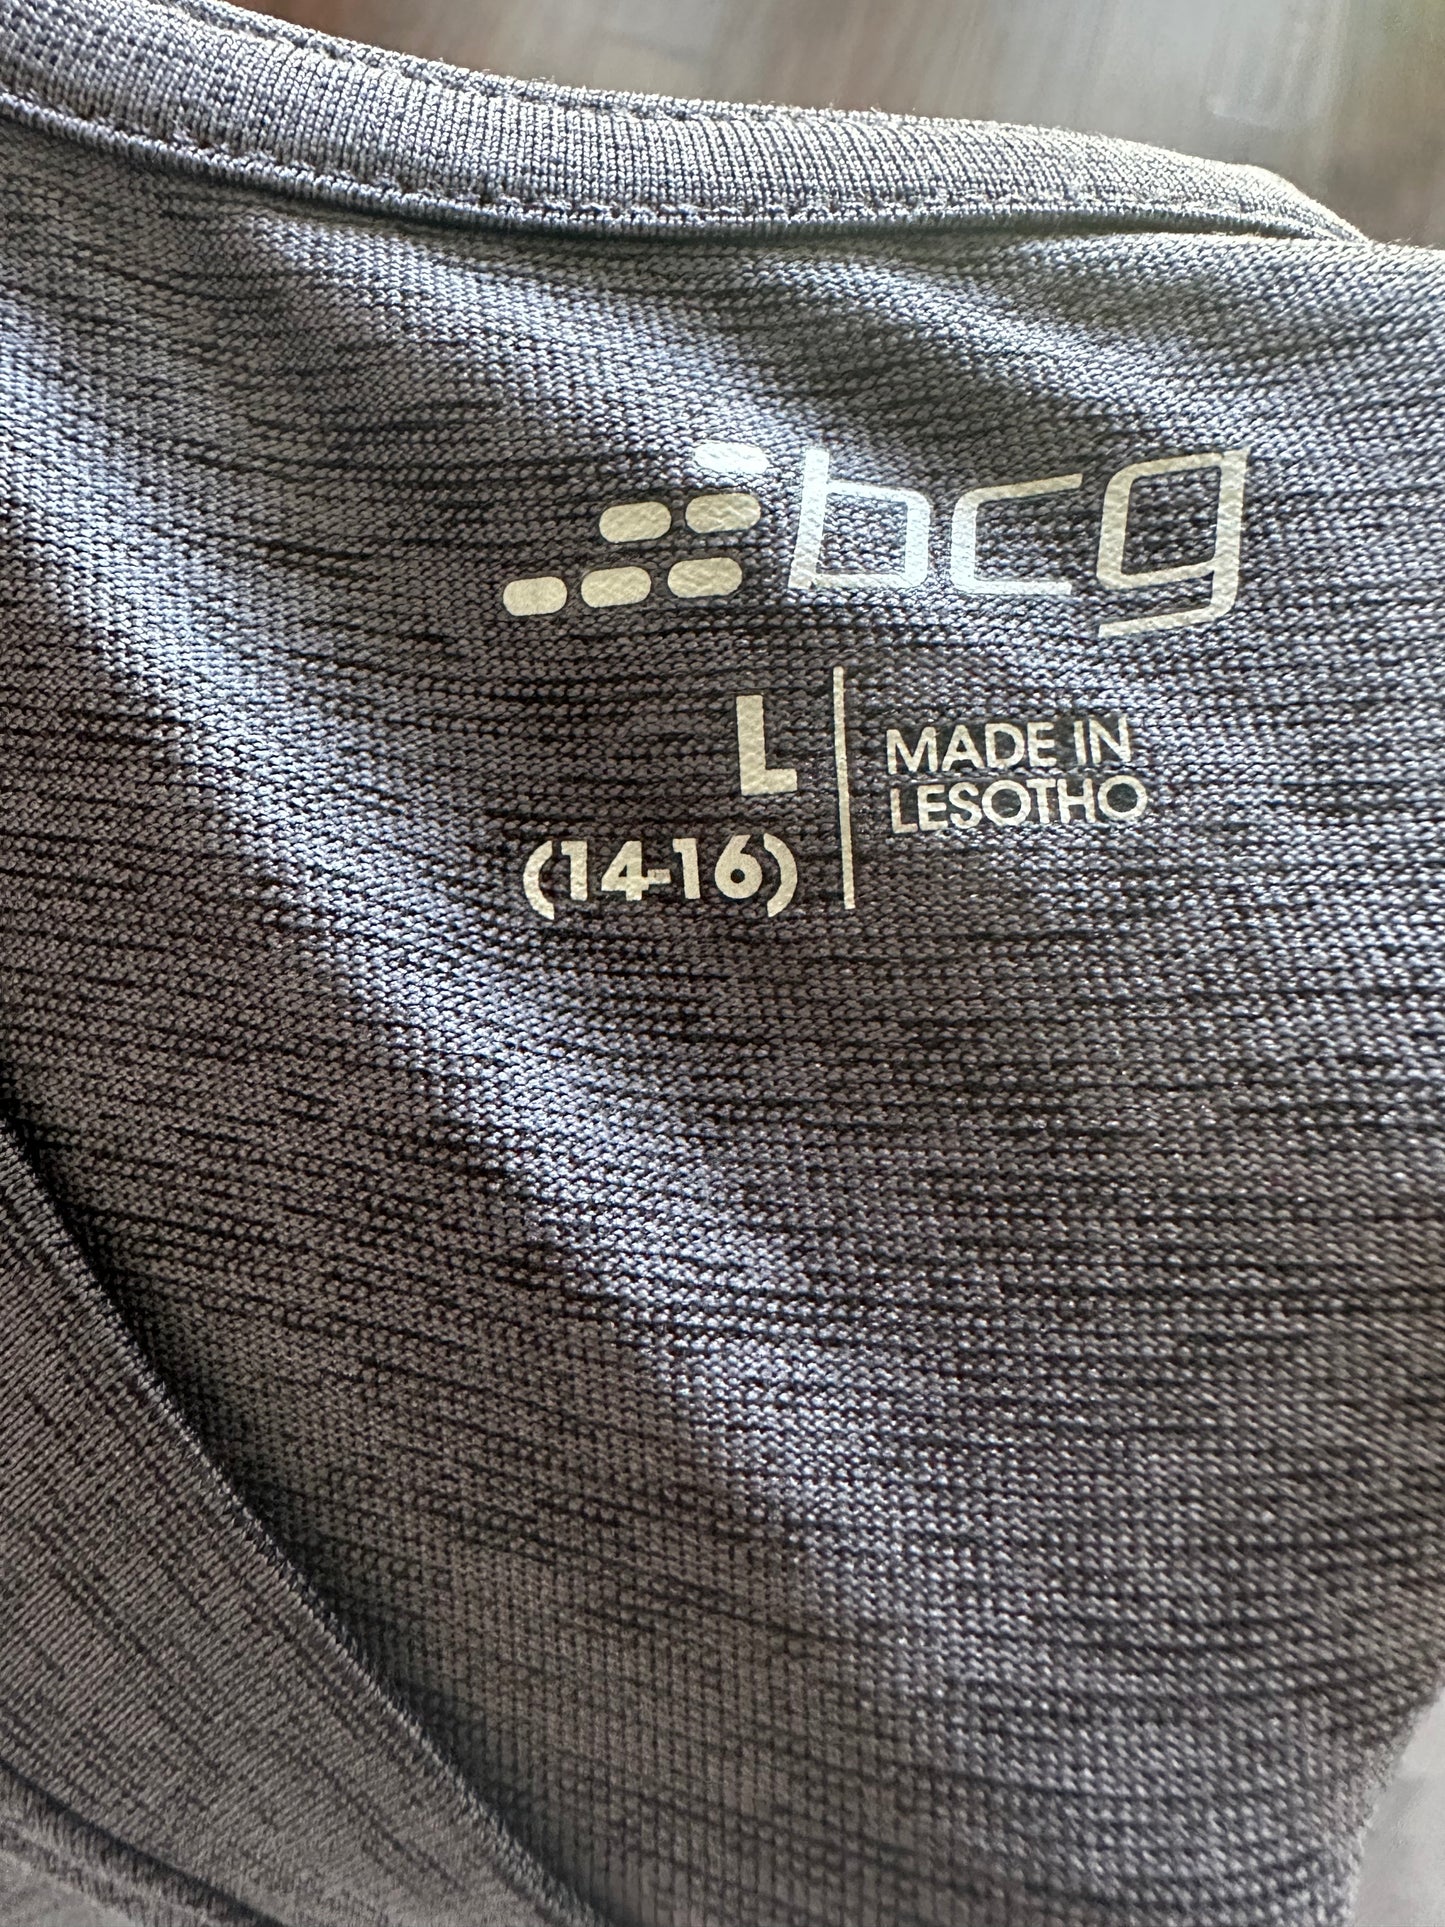 bcg
L
(14-16)
MADE IN
LESOTHO